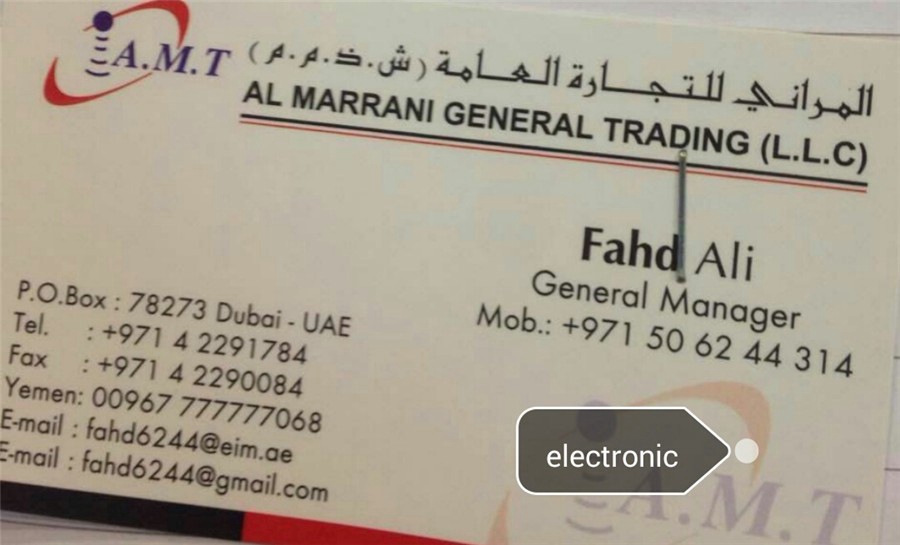 A.M.T
المراني للتجارة العامة (ش.ذ.م.م)
AL MARRANI GENERAL TRADING (L.L.C)
Fahd Ali
General Manager
Mob.: +971 50 62 44 314
P.O.Box : 78273 Dubai - UAE
Tel. : +971 4 2291784
Fax : +971 4 2290084
Yemen: 00967 777777068
E-mail : fahd6244@eim.ae
E-mail : fahd6244@gmail.com
electronic
A.M.T